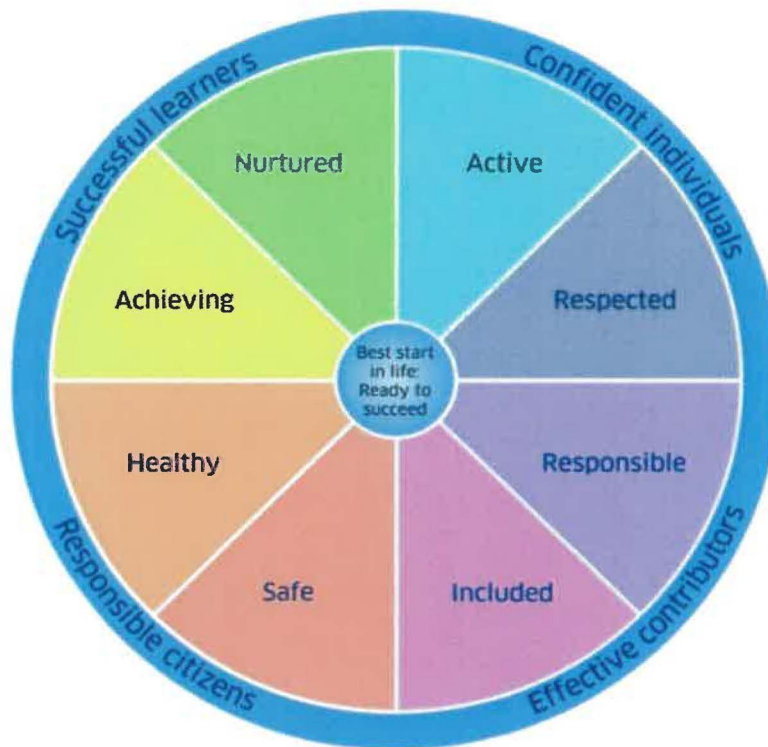 Successful learners
Confident individuals
Nurtured
Active
Achieving
Respected
Best start
in life:
Ready to
succeed
Healthy
Responsible
Safe
Included
Responsible citizens
Effective contributors